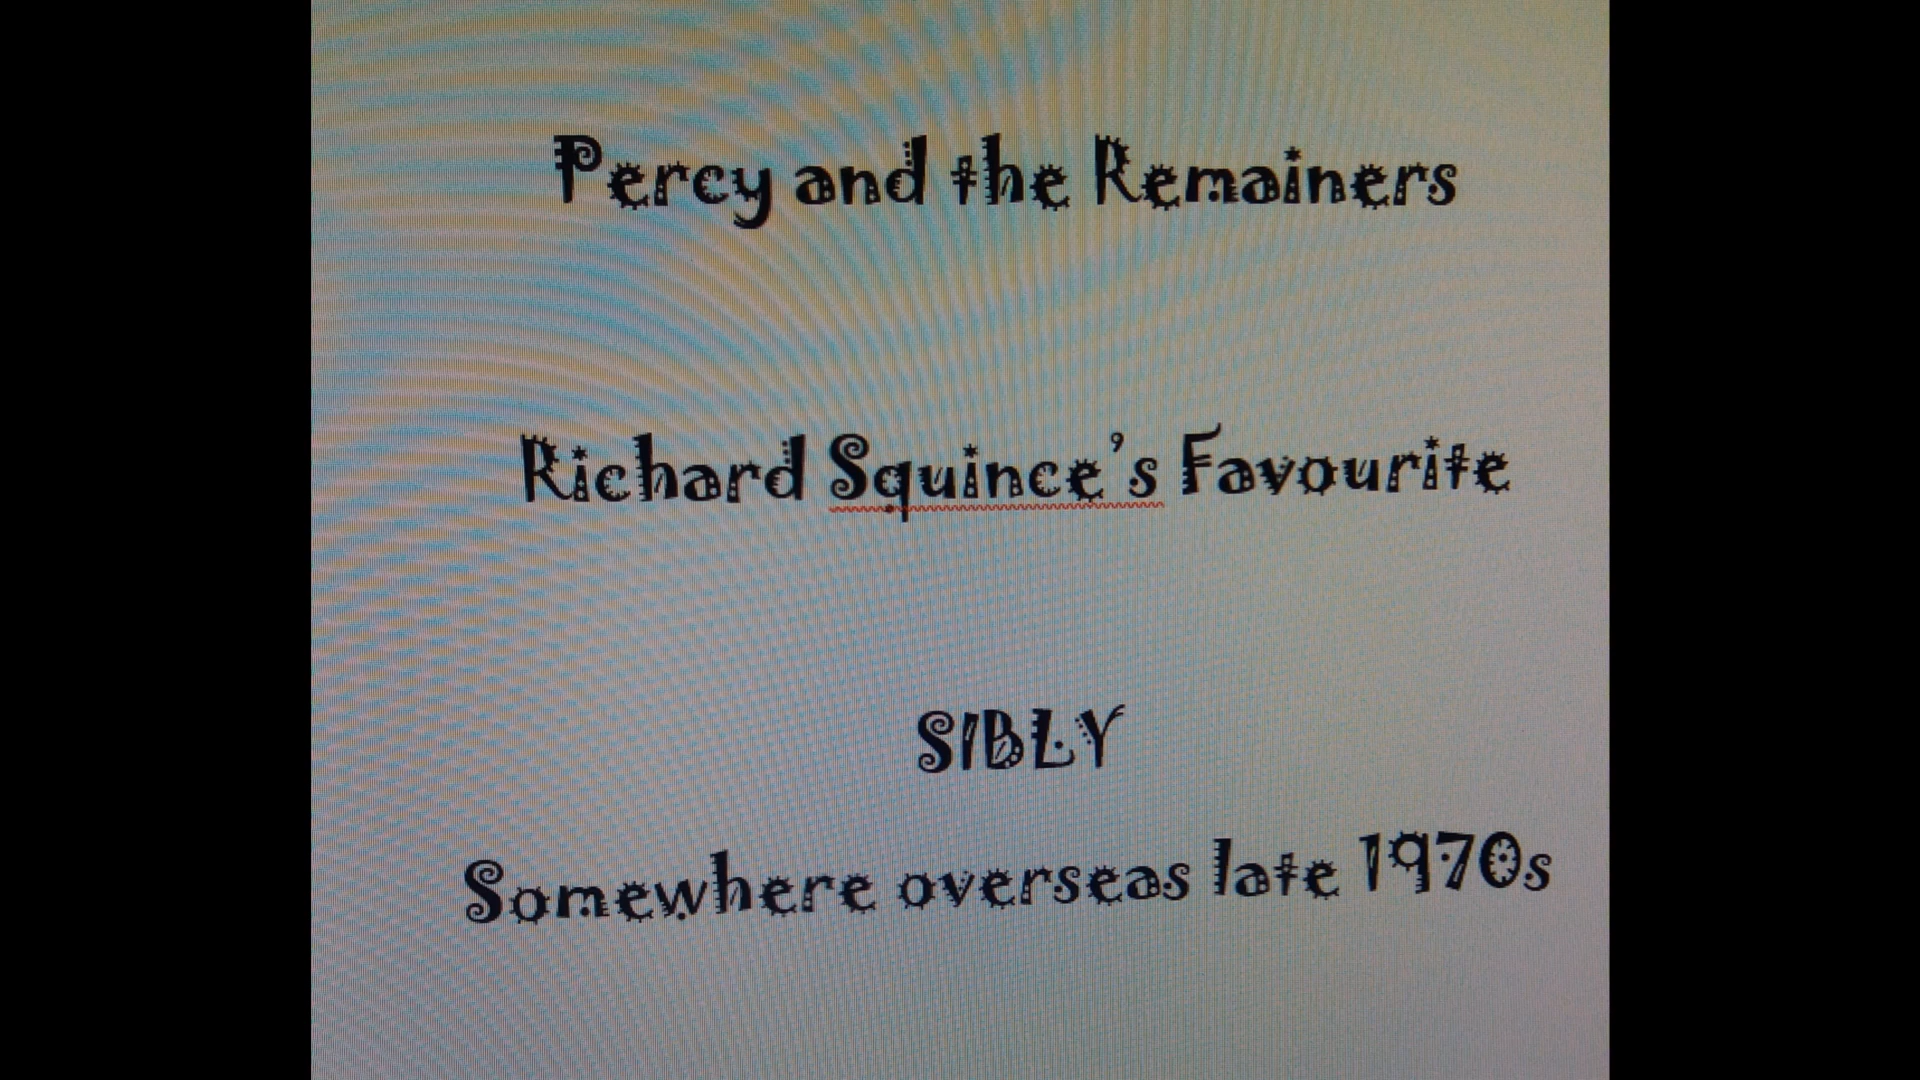 Percy and the Remainers
Richard Squince’s Favourite
SIBLY
Somewhere overseas late 1970s